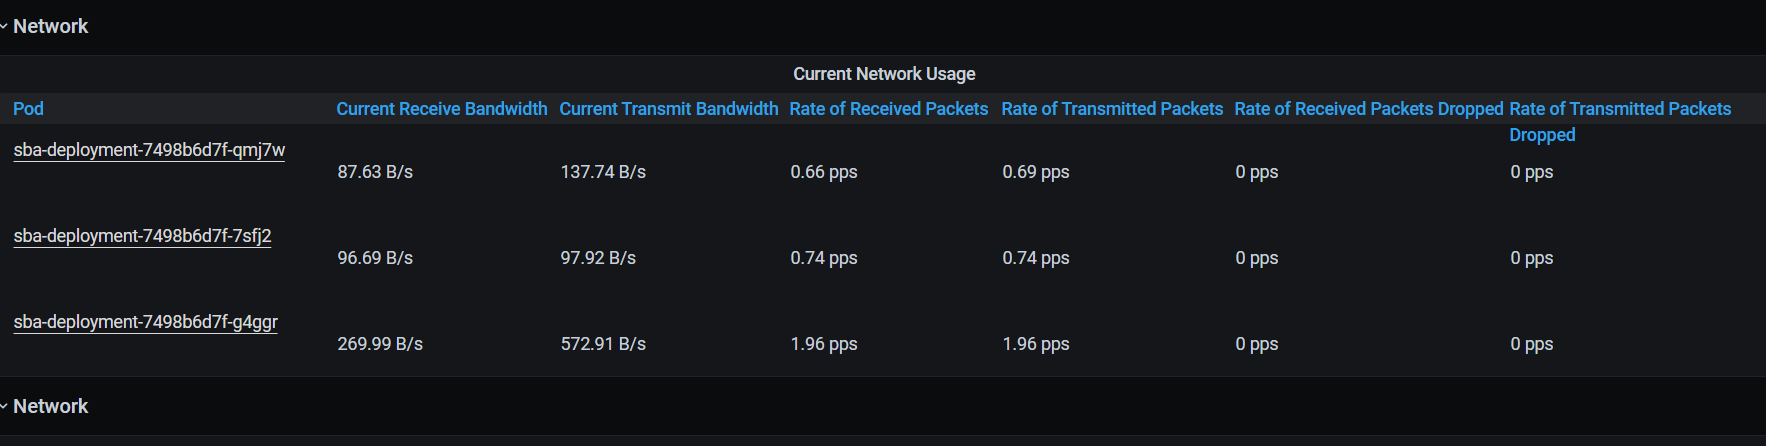 Network
Current Network Usage
Pod Current Receive Bandwidth Current Transmit Bandwidth Rate of Received Packets Rate of Transmitted Packets Rate of Received Packets Dropped Rate of Transmitted Packets
Dropped
sba-deployment-7498b6d7f-qmj7w
87.63 B/s 137.74 B/s 0.66 pps 0.69 pps 0 pps 0 pps
sba-deployment-7498b6d7f-7sfj2
96.69 B/s 97.92 B/s 0.74 pps 0.74 pps 0 pps 0 pps
sba-deployment-7498b6d7f-g4ggr
269.99 B/s 572.91 B/s 1.96 pps 1.96 pps 0 pps 0 pps
Network